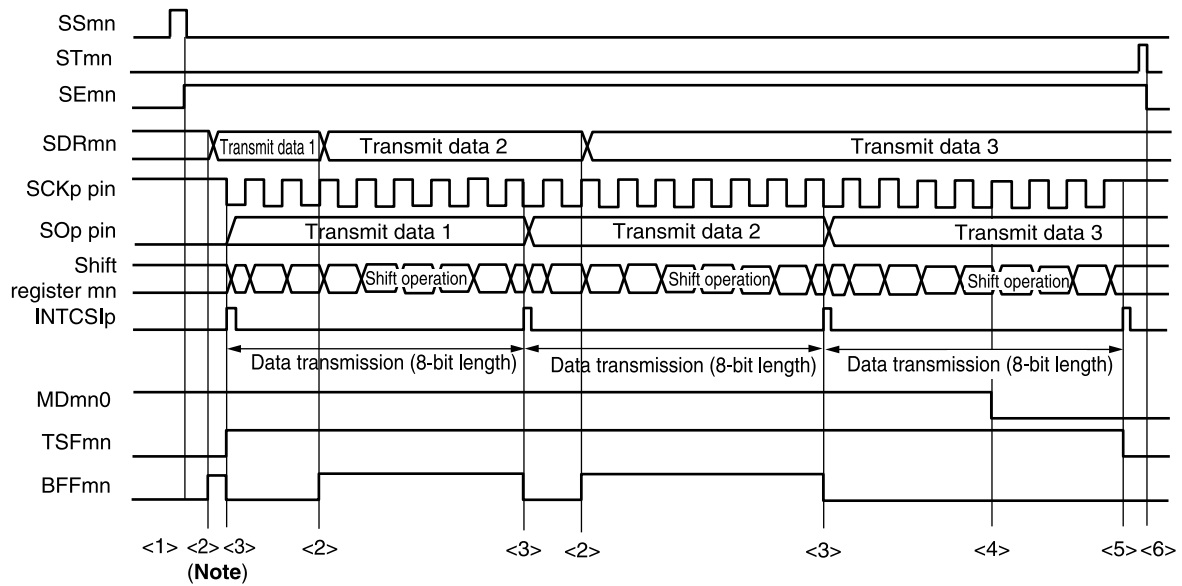 SSmn
STmn
SEmn
SDRmn Transmit data 1 Transmit data 2 Transmit data 3
SCKp pin
SOp pin Transmit data 1 Transmit data 2 Transmit data 3
Shift
register mn Shift operation Shift operation Shift operation
INTCSIp
Data transmission (8-bit length) Data transmission (8-bit length) Data transmission (8-bit length)
MDmn0
TSFmn
BFFmn
<1> <2> <3> <2> <3> <2> <3> <4> <5> <6>
(Note)